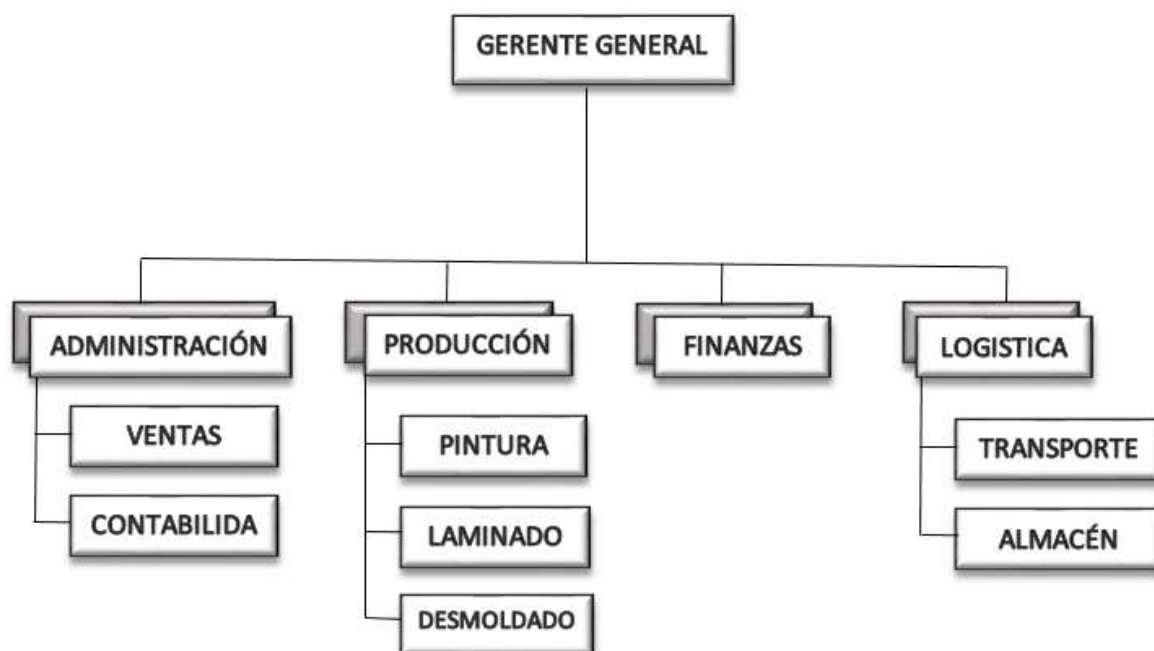 GERENTE GENERAL
ADMINISTRACIÓN
PRODUCCIÓN
FINANZAS
LOGISTICA
VENTAS
PINTURA
TRANSPORTE
CONTABILIDA
LAMINADO
ALMACÉN
DESMOLDADO